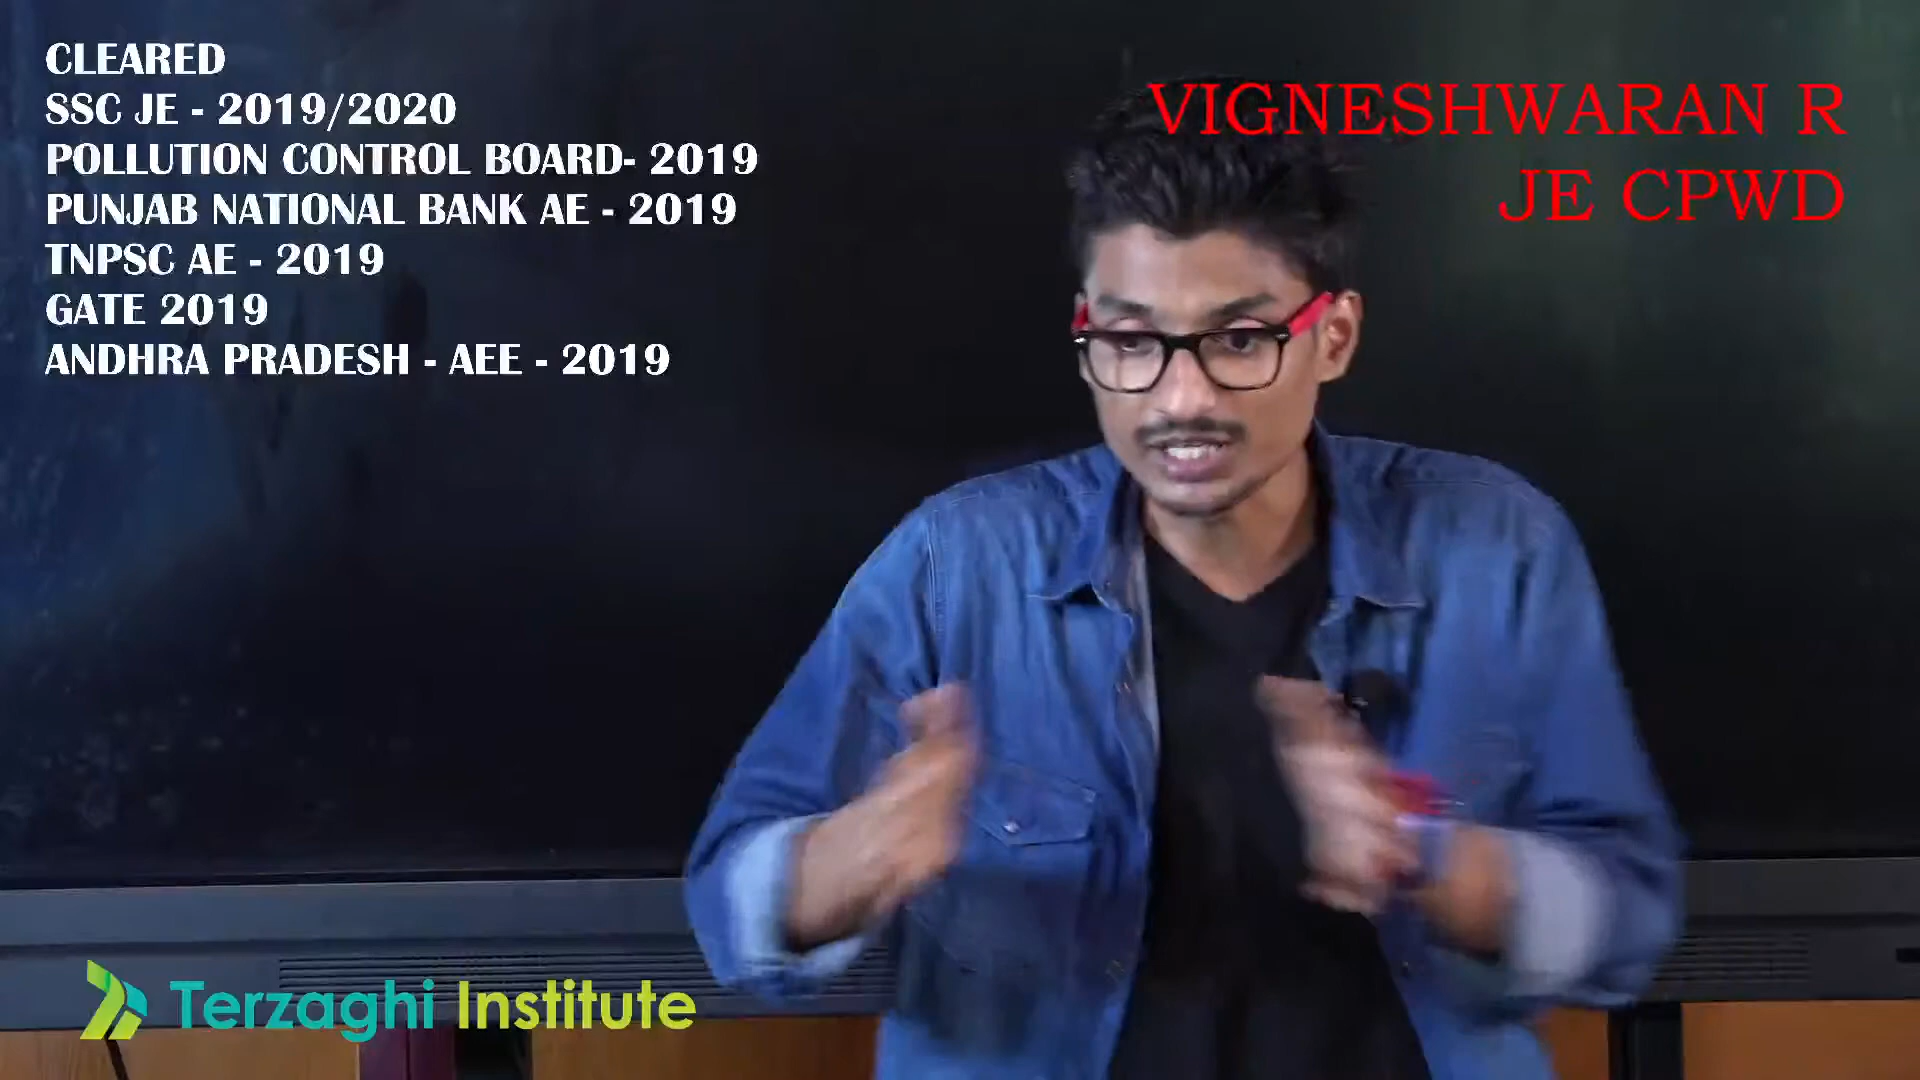 CLEARED
SSC JE - 2019/2020
POLLUTION CONTROL BOARD- 2019
PUNJAB NATIONAL BANK AE - 2019
TNPSC AE - 2019
GATE 2019
ANDHRA PRADESH - AEE - 2019
VIGNESHWARAN R
JE CPWD
Terzaghi Institute